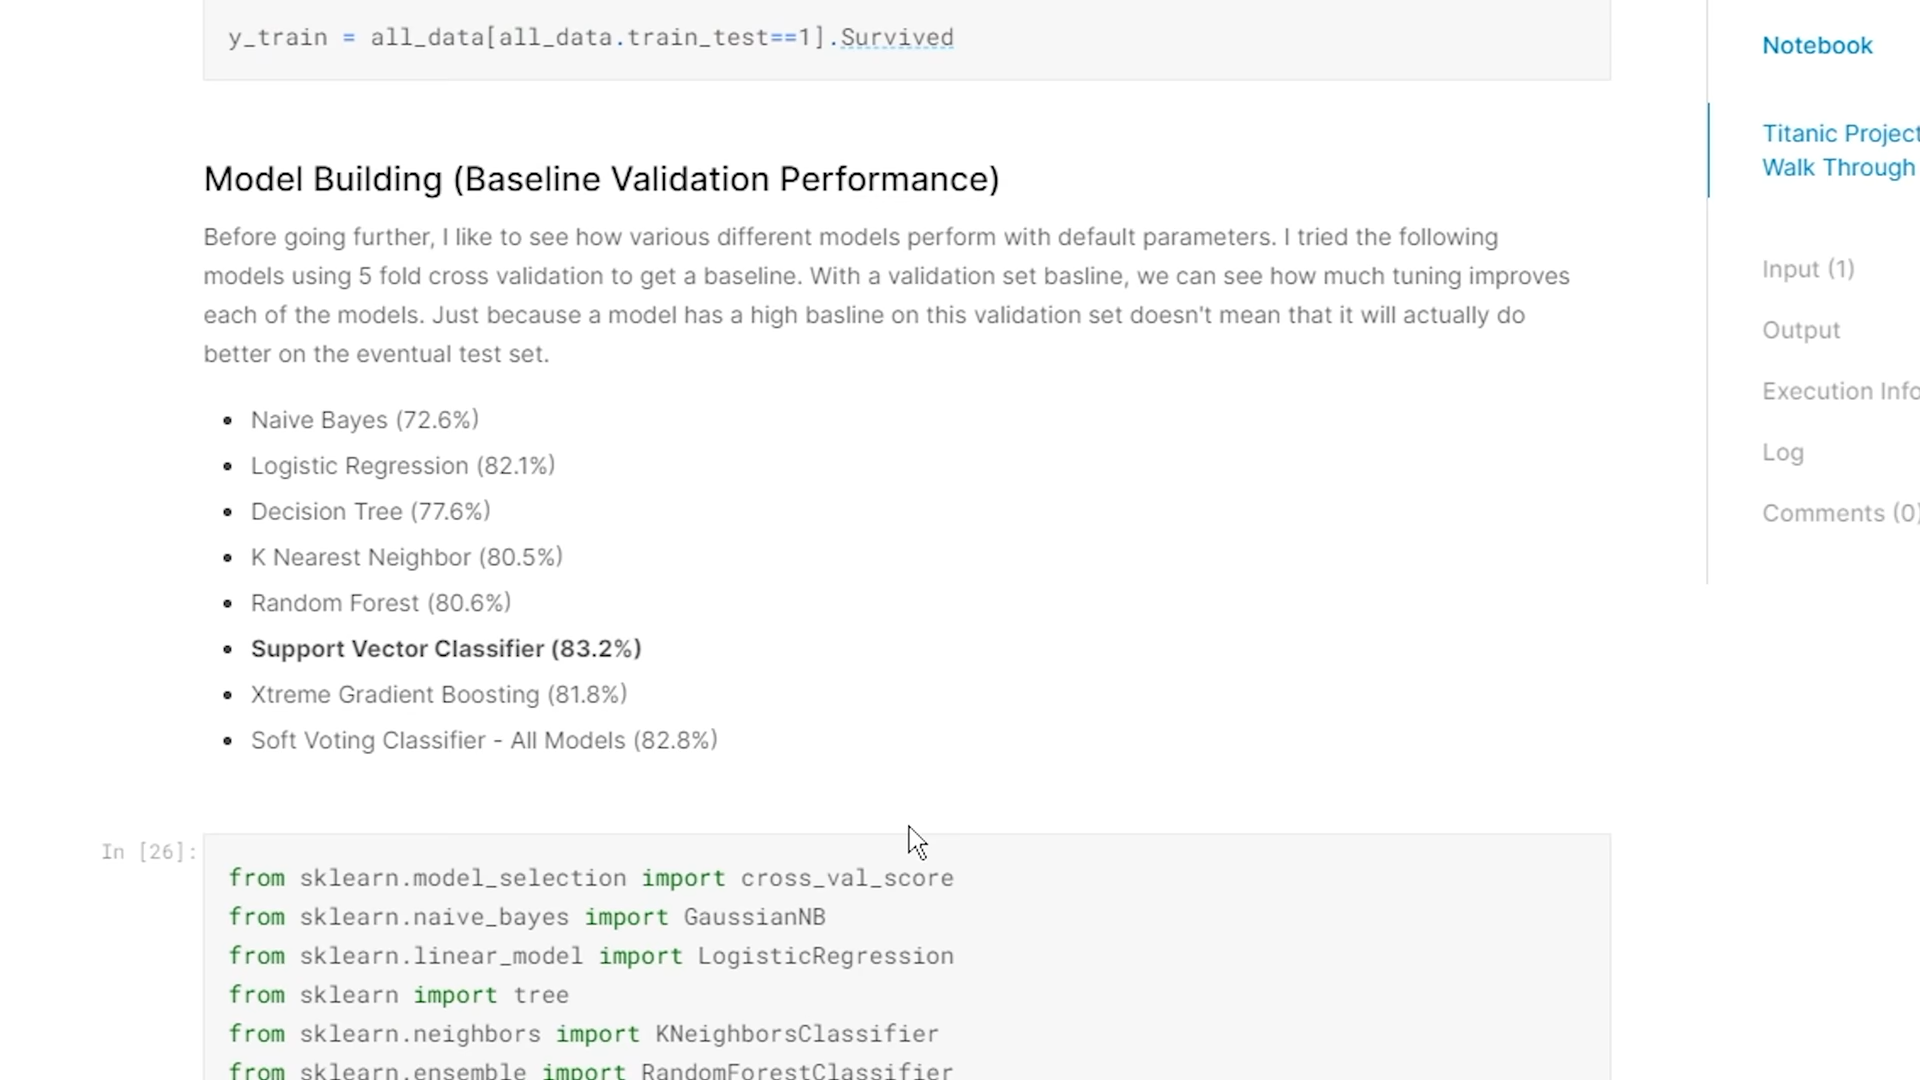 y_train = all_data[all_data.train_test==1].Survived
Model Building (Baseline Validation Performance)
Before going further, I like to see how various different models perform with default parameters. I tried the following
models using 5 fold cross validation to get a baseline. With a validation set basline, we can see how much tuning improves
each of the models. Just because a model has a high basline on this validation set doesn't mean that it will actually do
better on the eventual test set.
• Naive Bayes (72.6%)
• Logistic Regression (82.1%)
• Decision Tree (77.6%)
• K Nearest Neighbor (80.5%)
• Random Forest (80.6%)
• Support Vector Classifier (83.2%)
• Xtreme Gradient Boosting (81.8%)
• Soft Voting Classifier - All Models (82.8%)
In [26]:
from sklearn.model_selection import cross_val_score
from sklearn.naive_bayes import GaussianNB
from sklearn.linear_model import LogisticRegression
from sklearn import tree
from sklearn.neighbors import KNeighborsClassifier
from sklearn.ensemble import RandomForestClassifier
Notebook
Titanic Project
Walk Through
Input (1)
Output
Execution Info
Log
Comments (0)